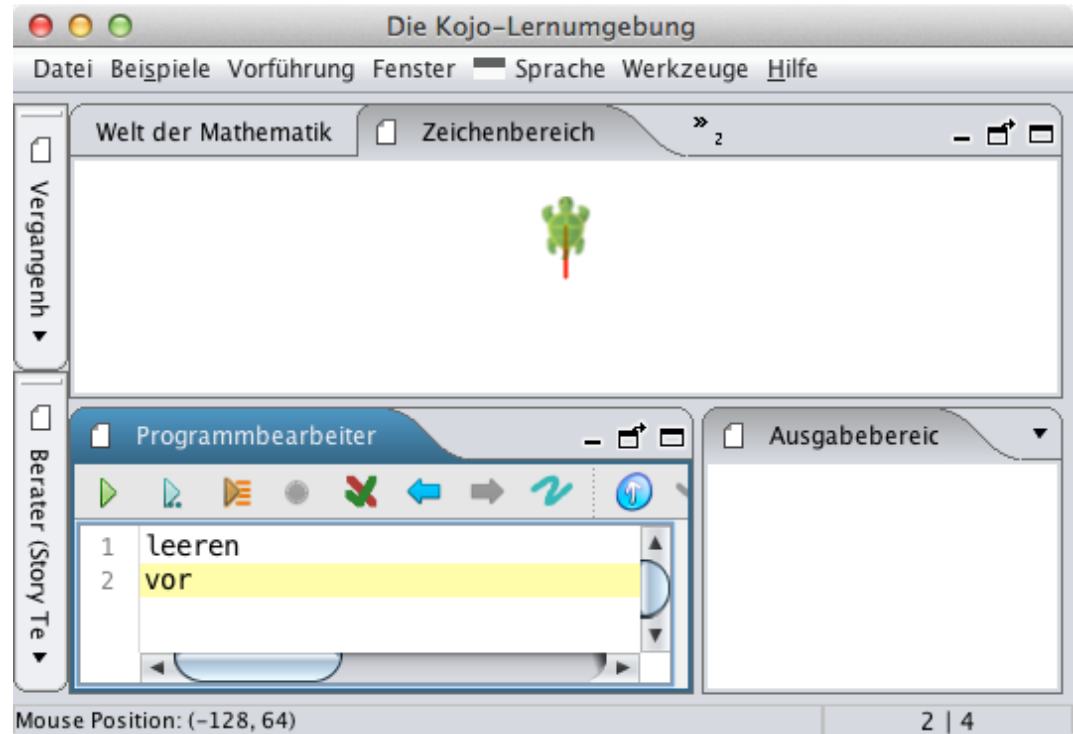 Die Kojo-Lernumgebung
Datei Beispiele Vorführung Fenster Sprache Werkzeuge Hilfe
Welt der Mathematik
Zeichenbereich
» 2
Vergangenh
Berater (Story Te
Programmbearbeiter
Ausgabebereic
1 leeren
2 vor
Mouse Position: (-128, 64)
2 | 4